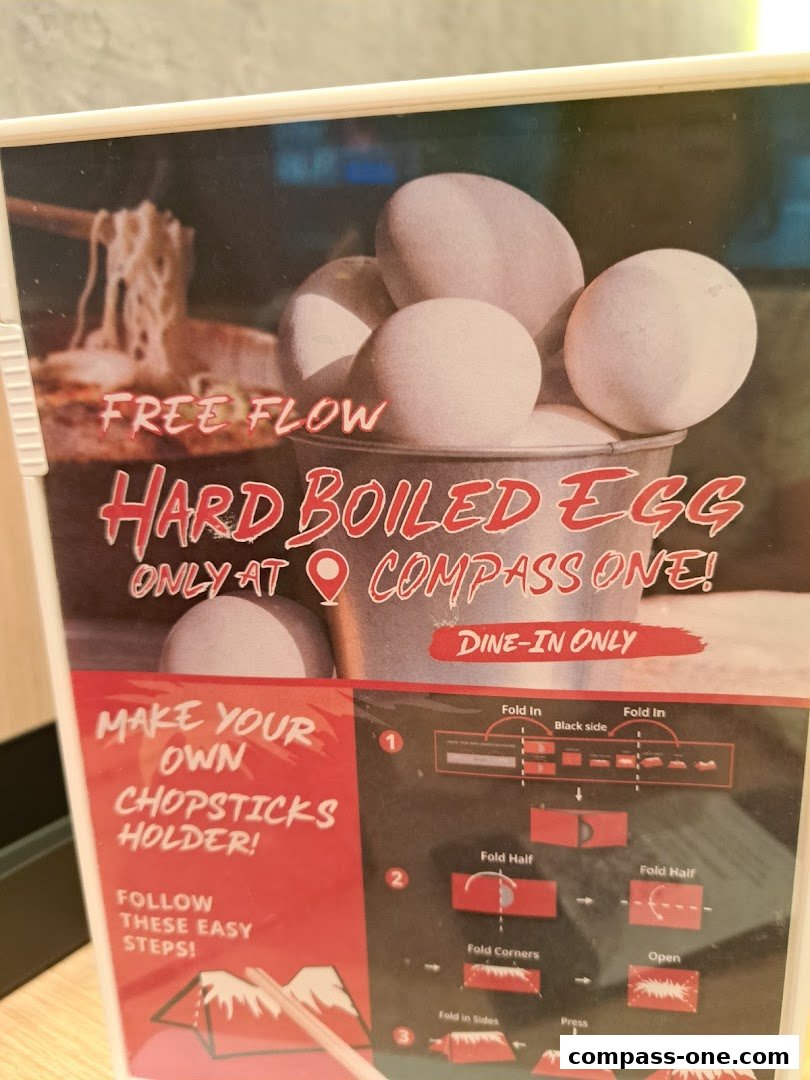 FREE FLOW
HARD BOILED EGG
ONLY AT COMPASS ONE!
DINE-IN ONLY
MAKE YOUR
OWN
CHOPSTICKS
HOLDER!
FOLLOW
THESE EASY
STEPS!
1
Fold In
Black side
Fold In
2
Fold Half
Fold Half
Fold Corners
Open
3
Fold in Sides
Press
compass-one.com